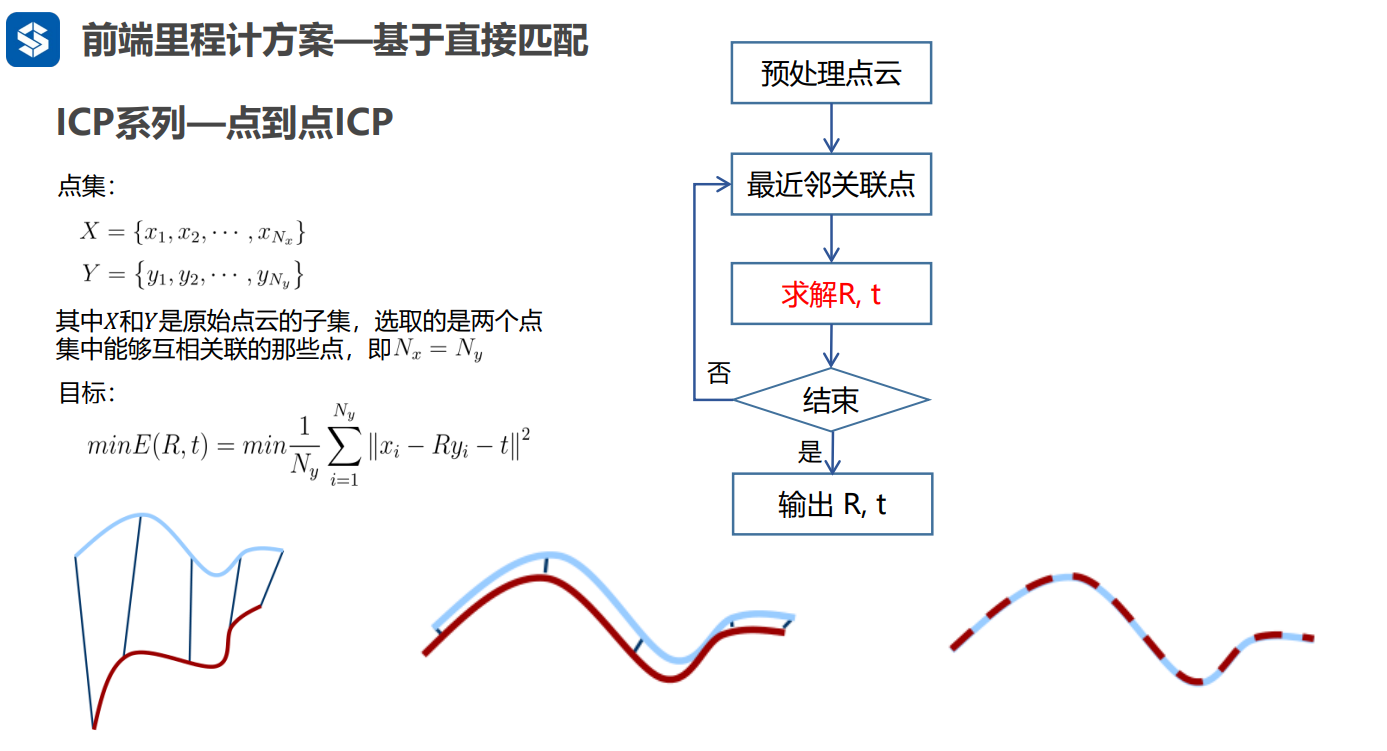 前端里程计方案—基于直接匹配
ICP系列—点到点ICP
点集：
X = {x_1, x_2, ⋯ , x_{N_x}}
Y = {y_1, y_2, ⋯ , y_{N_y}}
其中X和Y是原始点云的子集，选取的是两个点
集中能够互相关联的那些点，即N_x = N_y
目标：
minE(R, t) = min \frac{1}{N_y} \sum_{i=1}^{N_y} ‖x_i − Ry_i − t‖^2
预处理点云
最近邻关联点
求解R, t
否
结束
是
输出 R, t